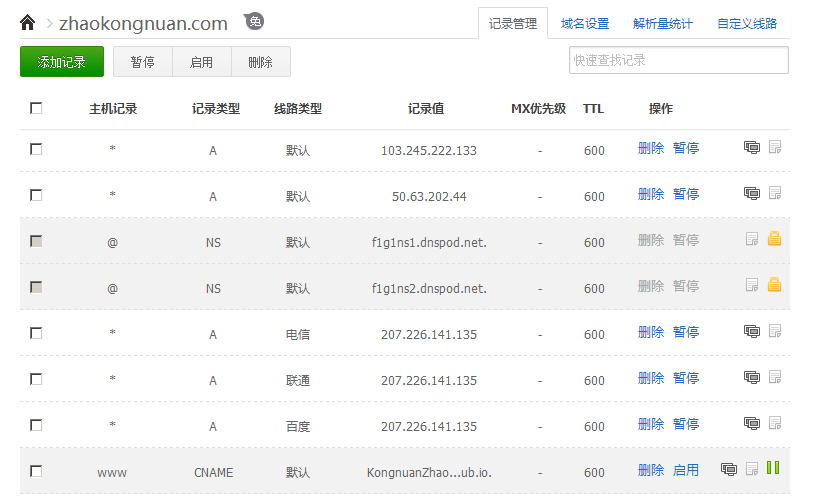 zhaokongnuan.com 免 记录管理 域名设置 解析量统计 自定义线路
添加记录 暂停 启用 删除 快速查找记录
主机记录 记录类型 线路类型 记录值 MX优先级 TTL 操作
* A 默认 103.245.222.133 - 600 删除 暂停
* A 默认 50.63.202.44 - 600 删除 暂停
@ NS 默认 f1g1ns1.dnspod.net. - 600 删除 暂停
@ NS 默认 f1g1ns2.dnspod.net. - 600 删除 暂停
* A 电信 207.226.141.135 - 600 删除 暂停
* A 联通 207.226.141.135 - 600 删除 暂停
* A 百度 207.226.141.135 - 600 删除 暂停
www CNAME 默认 KongnuanZhao...ub.io. - 600 删除 启用